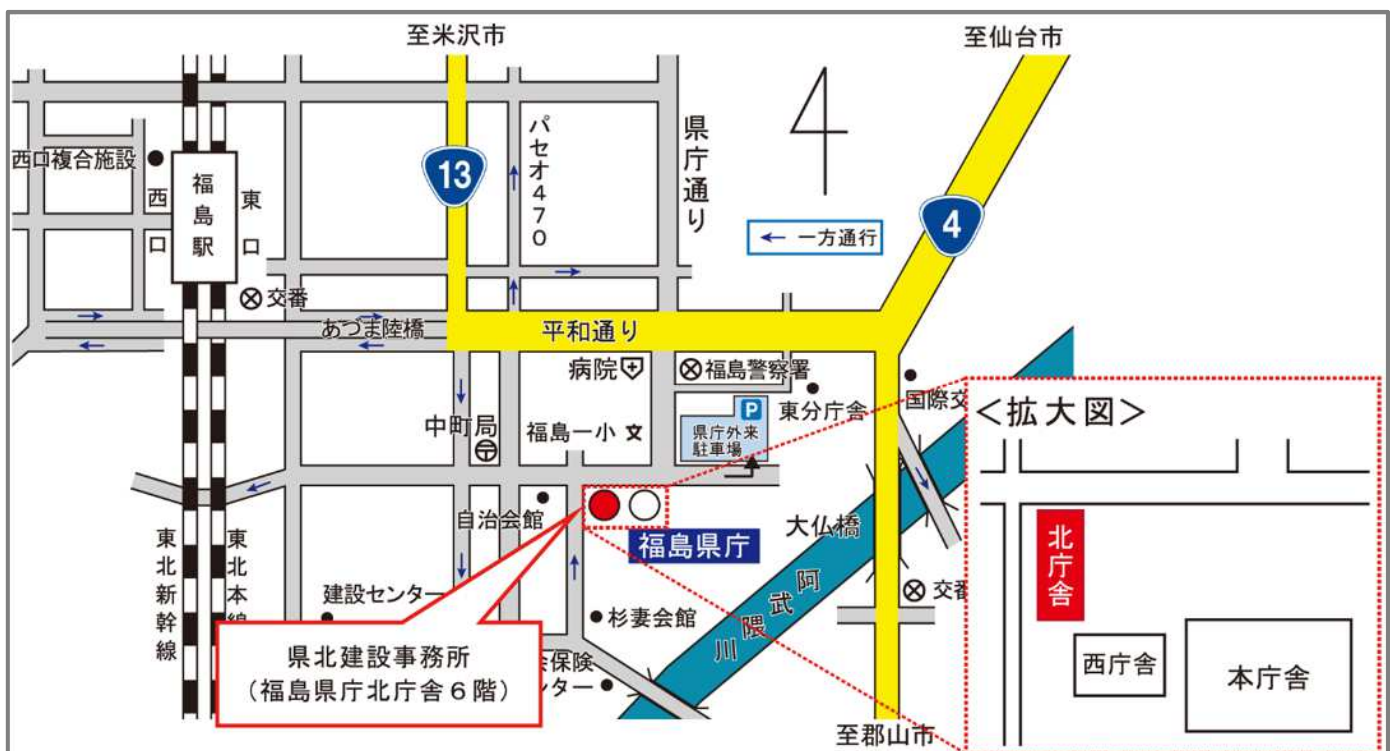 至米沢市
至仙台市
西口複合施設
福島駅
西口
東口
交番
13
パセオ470
県庁通り
4
一方通行
あづま陸橋
平和通り
病院
福島警察署
中町局
福島一小
文
P
県庁外来
駐車場
東分庁舎
国際交
自治会館
福島県庁
大仏橋
阿武隈川
交番
東北新幹線
東北本線
建設センター
杉妻会館
県北建設事務所
(福島県庁北庁舎6階)
会保険
ンター
至郡山市
<拡大図>
北庁舎
西庁舎
本庁舎